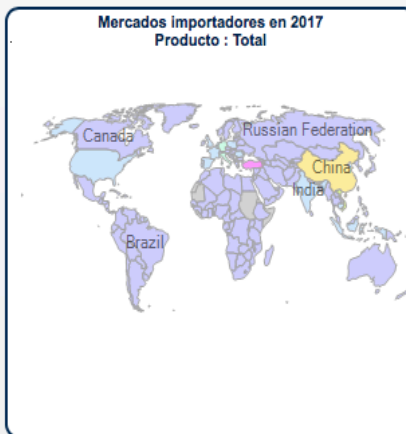 Mercados importadores en 2017
Producto : Total
Canada
Russian Federation
China
India
Brazil